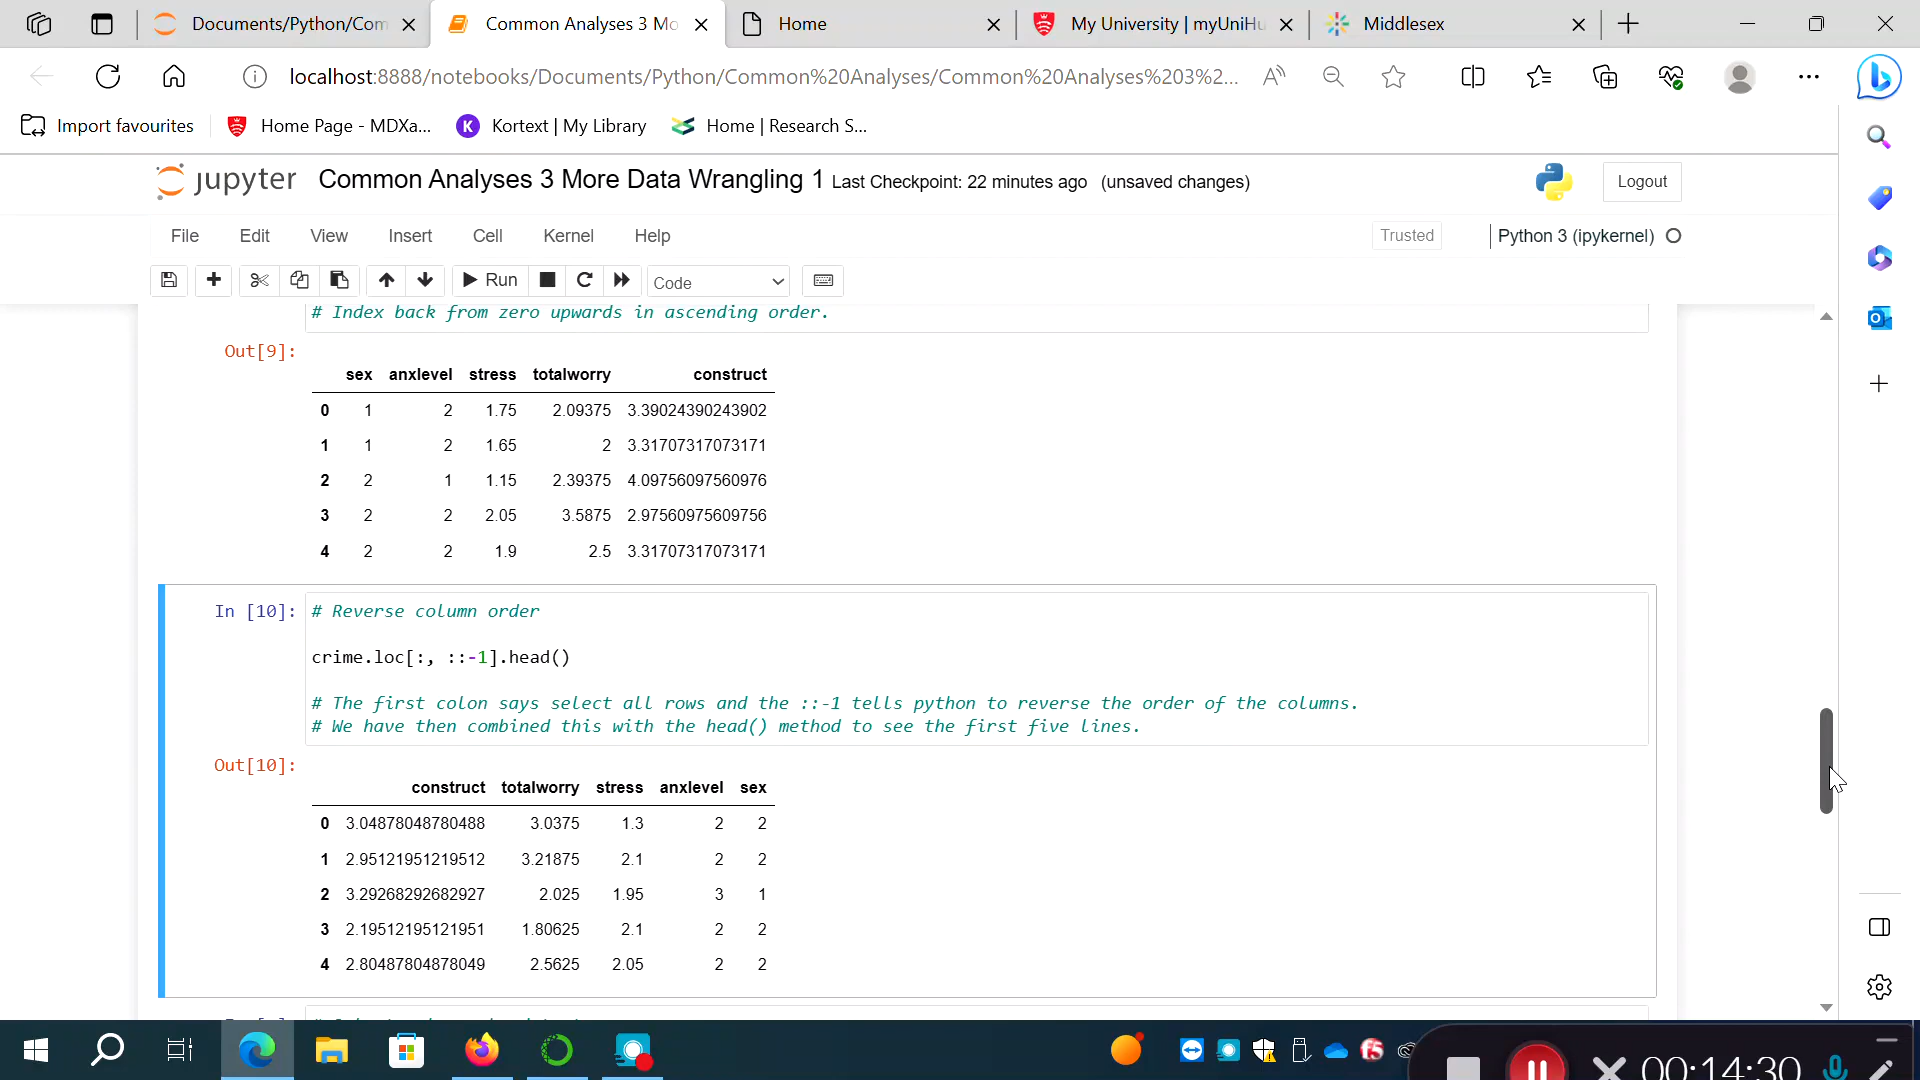 Documents/Python/Com
Common Analyses 3 Mo
Home
My University | myUniHu
Middlesex
localhost:8888/notebooks/Documents/Python/Common%20Analyses/Common%20Analyses%203%2...
Import favourites
Home Page - MDXa...
Kortext | My Library
Home | Research S...
jupyter Common Analyses 3 More Data Wrangling 1 Last Checkpoint: 22 minutes ago (unsaved changes)
Logout
File Edit View Insert Cell Kernel Help
Trusted
Python 3 (ipykernel)
Run
Code
# Index back from zero upwards in ascending order.
Out[9]:
sex anxlevel stress totalworry construct
0 1 2 1.75 2.09375 3.39024390243902
1 1 2 1.65 2 3.31707317073171
2 2 1 1.15 2.39375 4.09756097560976
3 2 2 2.05 3.5875 2.97560975609756
4 2 2 1.9 2.5 3.31707317073171
In [10]: # Reverse column order
crime.loc[:, ::-1].head()
# The first colon says select all rows and the ::-1 tells python to reverse the order of the columns.
# We have then combined this with the head() method to see the first five lines.
Out[10]:
construct totalworry stress anxlevel sex
0 3.04878048780488 3.0375 1.3 2 2
1 2.95121951219512 3.21875 2.1 2 2
2 3.29268292682927 2.025 1.95 3 1
3 2.19512195121951 1.80625 2.1 2 2
4 2.80487804878049 2.5625 2.05 2 2
00:14:30